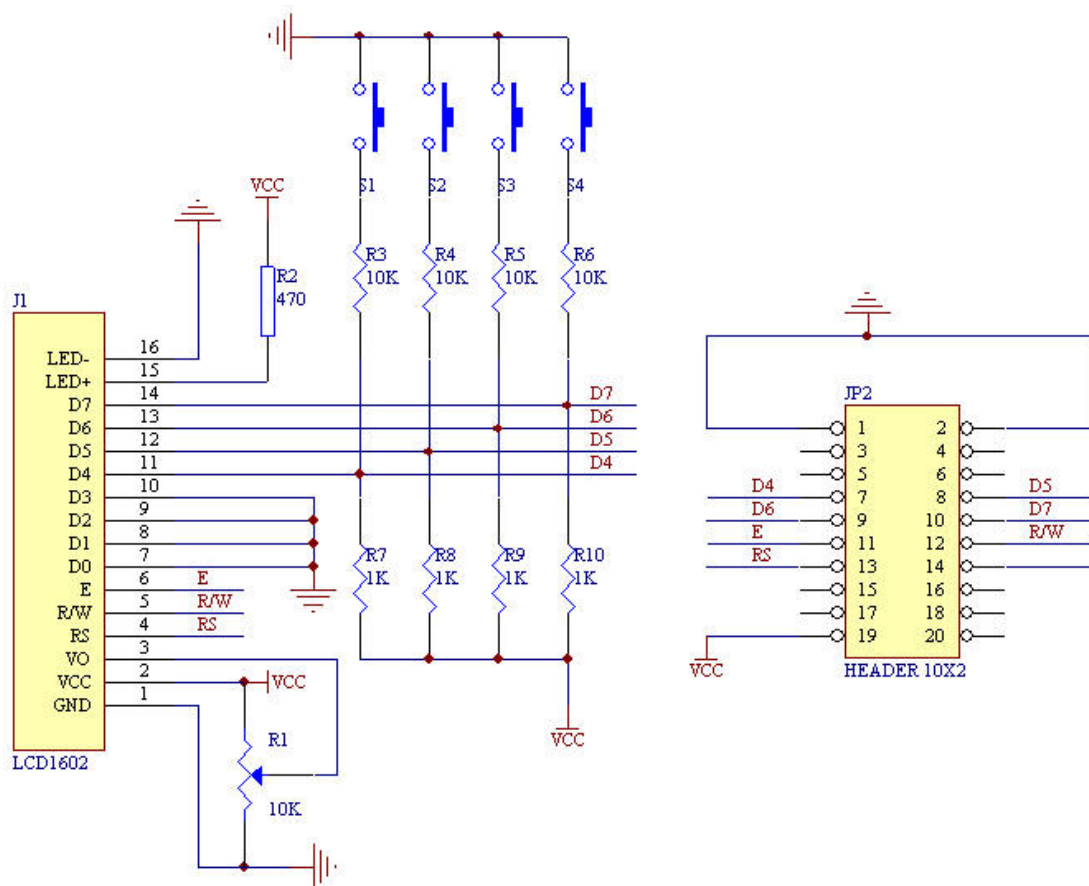 VCC
S1 S2 S3 S4
R2
470
R3
10K
R4
10K
R5
10K
R6
10K
J1
LED- 16
LED+ 15
D7 14 D7
D6 13 D6
D5 12 D5
D4 11 D4
D3 10
D2 9
D1 8
D0 7
E 6 E
R/W 5 R/W
RS 4 RS
VO 3
VCC 2 VCC
GND 1
LCD1602
R1
10K
R7
1K
R8
1K
R9
1K
R10
1K
VCC
JP2
1 2
3 4
5 6
D4 7 8 D5
D6 9 10 D7
E 11 12 R/W
RS 13 14
15 16
17 18
19 20
VCC
HEADER 10X2